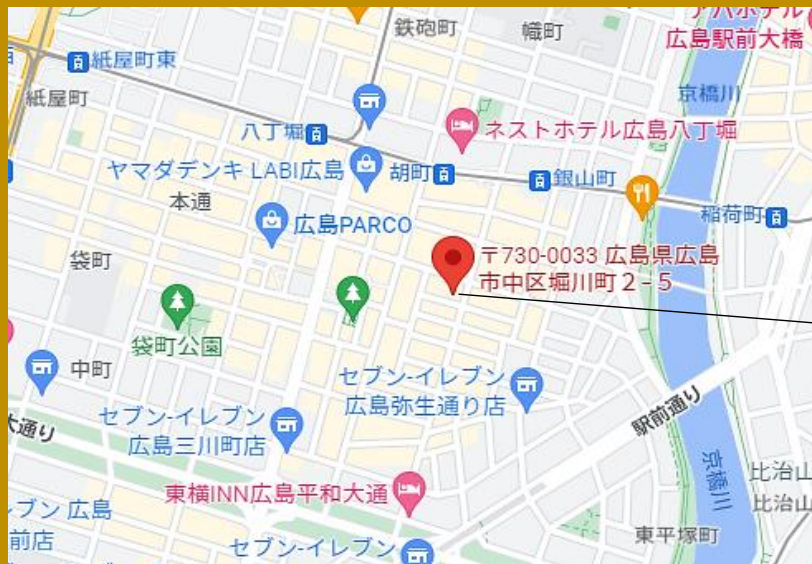 アパホテル
広島駅前大橋
鉄砲町
幟町
紙屋町東
紙屋町
京橋川
八丁堀
ネストホテル広島八丁堀
ヤマダデンキ LABI広島
胡町
銀山町
本通
稲荷町
広島PARCO
袋町
〒730-0033 広島県広島
市中区堀川町2-5
袋町公園
中町
セブン-イレブン
広島弥生通り店
駅前通り
セブン-イレブン
広島三川町店
大通り
京橋川
比治山
比治山
東横INN広島平和大通
レブン 広島
前店
東平塚町
セブン-イレブン